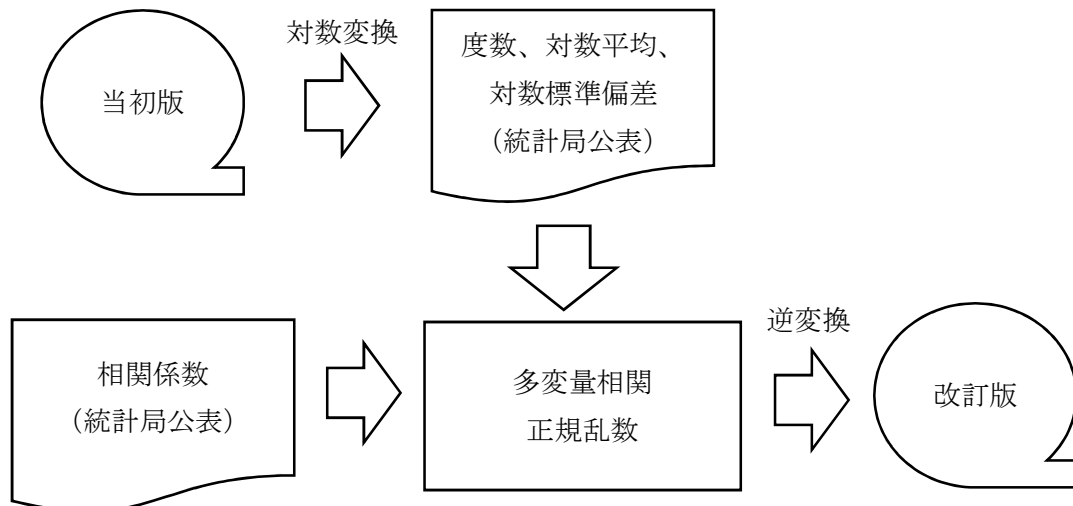 対数変換
当初版
度数、対数平均、
対数標準偏差
(統計局公表)
相関係数
(統計局公表)
多変量相関
正規乱数
逆変換
改訂版